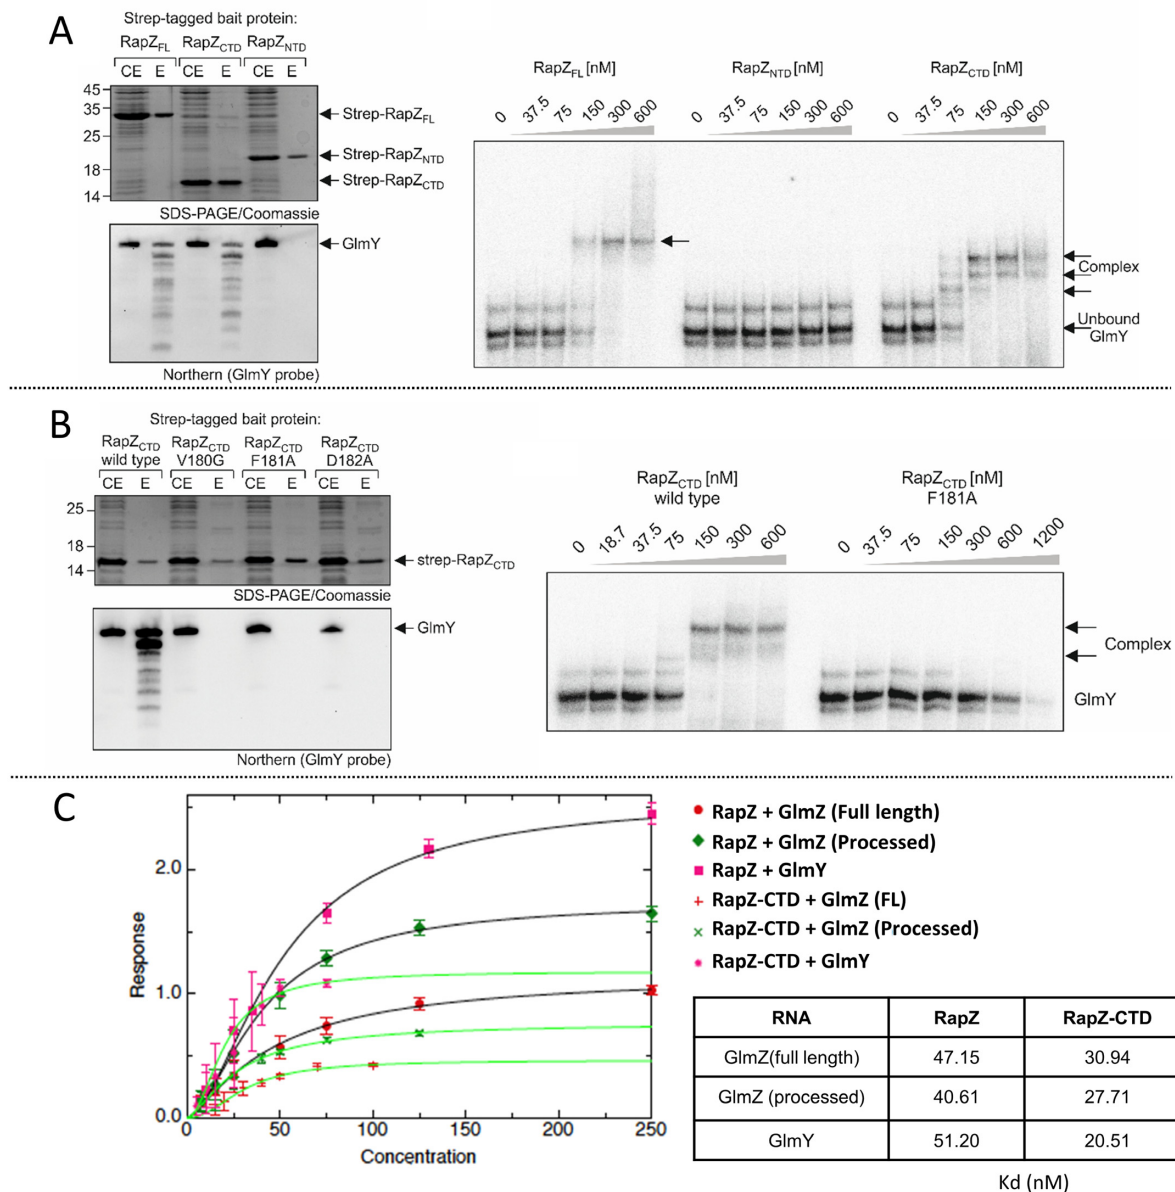 A
Strep-tagged bait protein:
RapZFL RapZCTD RapZNTD
CE E CE E CE E
45
35
25
18
14
Strep-RapZFL
Strep-RapZNTD
Strep-RapZCTD
SDS-PAGE/Coomassie
GlmY
Northern (GlmY probe)
RapZFL [nM] RapZNTD [nM] RapZCTD [nM]
0 37.5 75 150 300 600 0 37.5 75 150 300 600 0 37.5 75 150 300 600
Complex
Unbound
GlmY
B
Strep-tagged bait protein:
RapZCTD RapZCTD RapZCTD RapZCTD
wild type V180G F181A D182A
CE E CE E CE E CE E
25
18
14
strep-RapZCTD
SDS-PAGE/Coomassie
GlmY
Northern (GlmY probe)
RapZCTD [nM] RapZCTD [nM]
wild type F181A
0 18.7 37.5 75 150 300 600 0 37.5 75 150 300 600 1200
Complex
GlmY
C
Response
2.0
1.0
0.0
0 50 100 150 200 250
Concentration
RapZ + GlmZ (Full length)
RapZ + GlmZ (Processed)
RapZ + GlmY
RapZ-CTD + GlmZ (FL)
RapZ-CTD + GlmZ (Processed)
RapZ-CTD + GlmY
RNA RapZ RapZ-CTD
GlmZ(full length) 47.15 30.94
GlmZ (processed) 40.61 27.71
GlmY 51.20 20.51
Kd (nM)